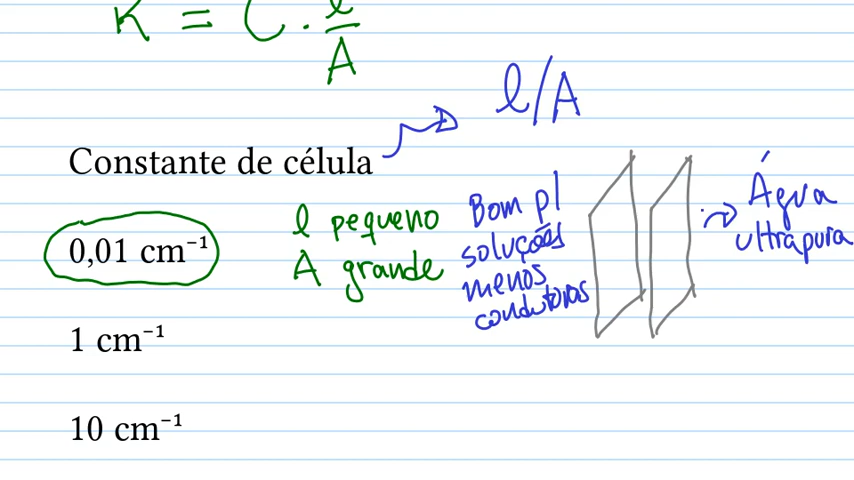 K = C · l/A
l/A
Constante de célula
0,01 cm⁻¹
l pequeno
A grande
Bom p/
soluções
menos
condutoras
Água
ultrapura
1 cm⁻¹
10 cm⁻¹